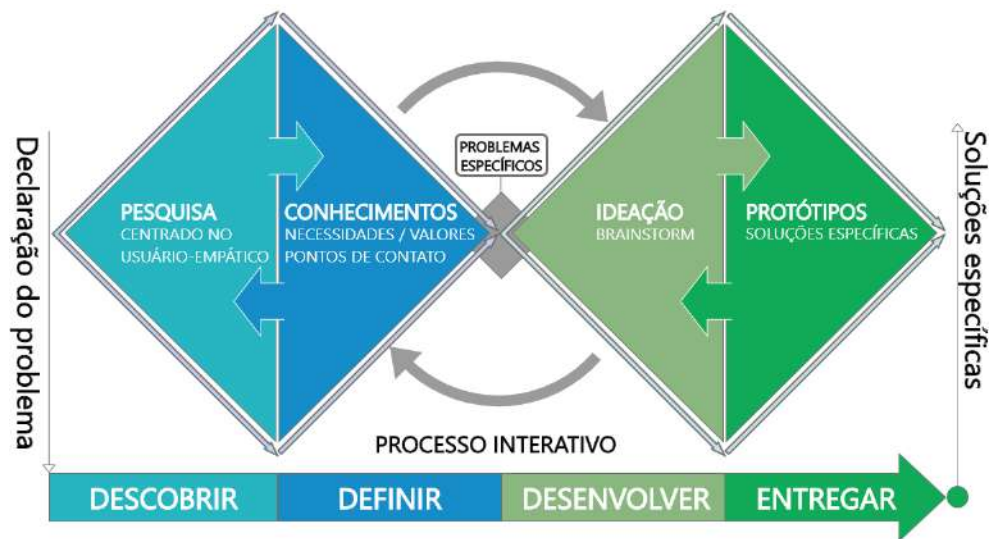 Declaração do problema
PESQUISA
CENTRADO NO
USUÁRIO-EMPÁTICO
CONHECIMENTOS
NECESSIDADES / VALORES
PONTOS DE CONTATO
PROBLEMAS
ESPECÍFICOS
IDEAÇÃO
BRAINSTORM
PROTÓTIPOS
SOLUÇÕES ESPECÍFICAS
Soluções específicas
PROCESSO INTERATIVO
DESCOBRIR
DEFINIR
DESENVOLVER
ENTREGAR